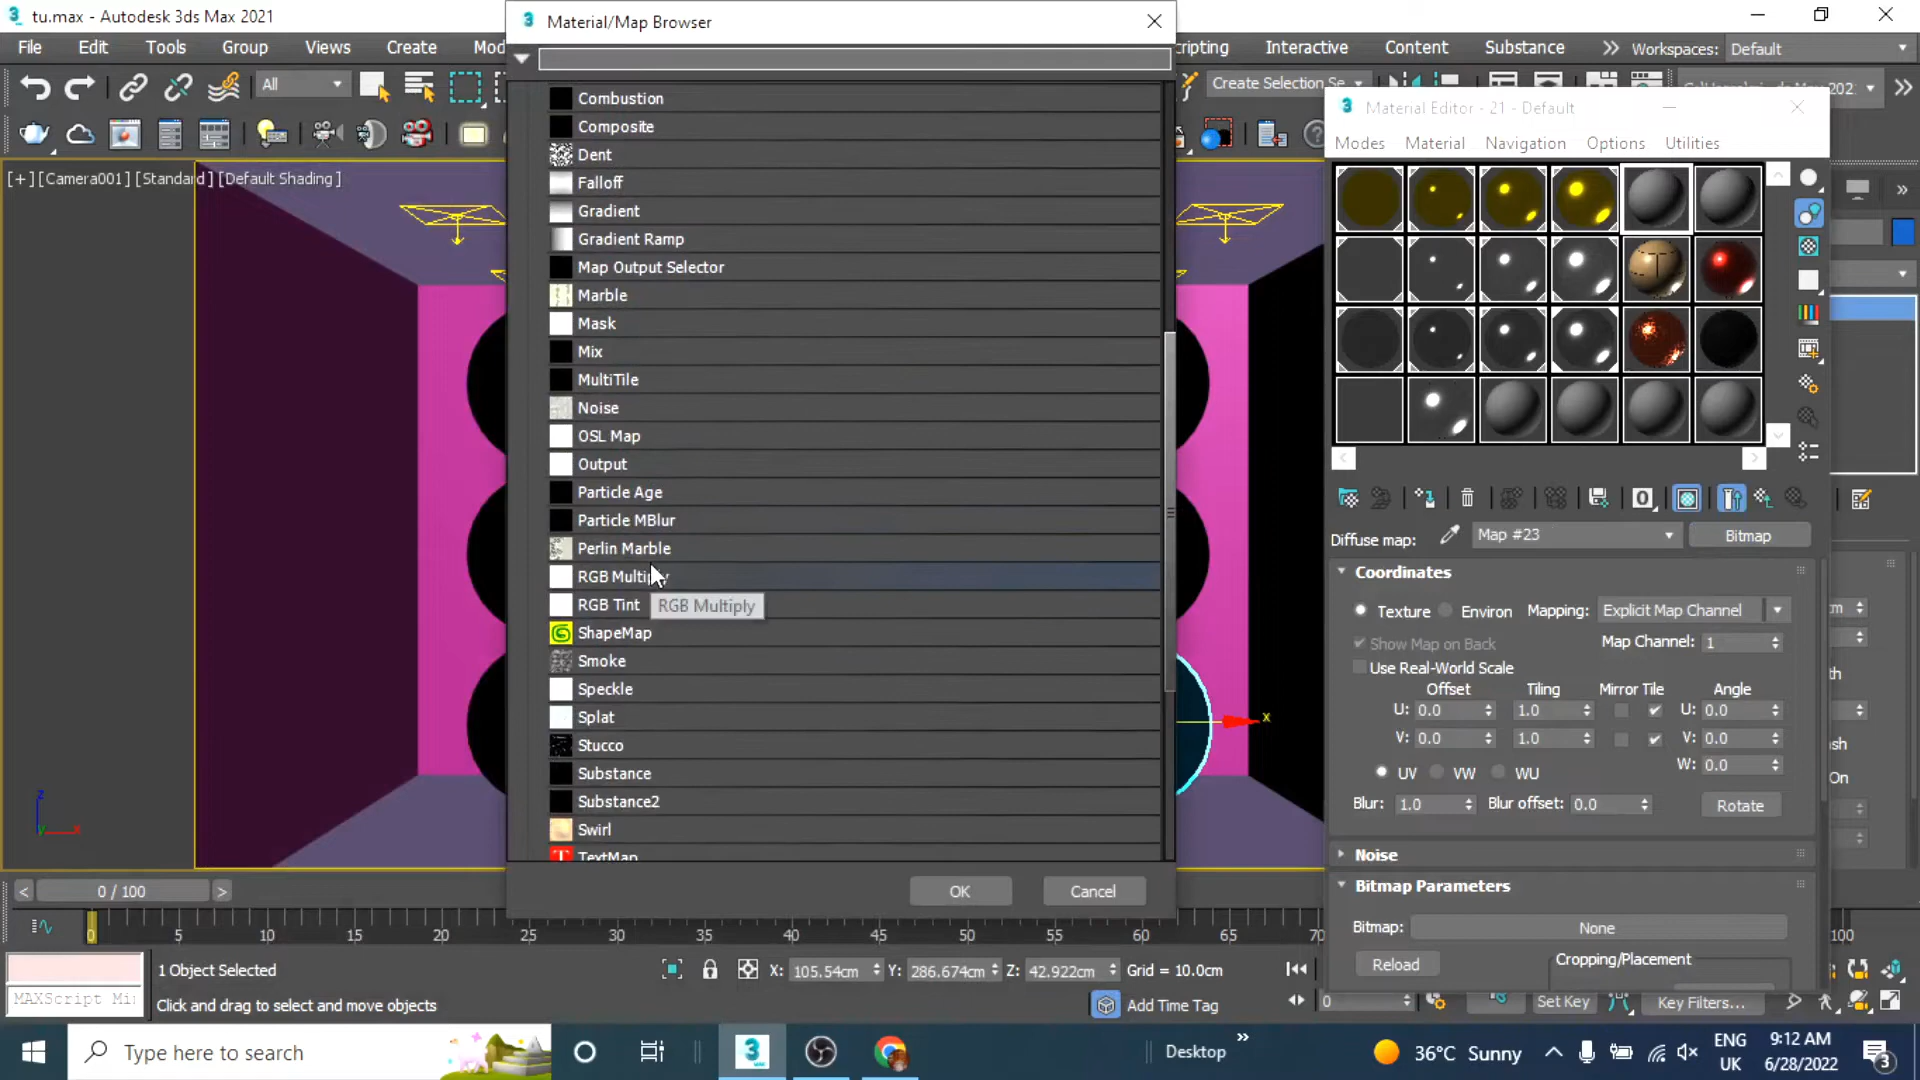 tu.max - Autodesk 3ds Max 2021
File Edit Tools Group Views Create Mod
cripting Interactive Content Substance Workspaces: Default
All
Create Selection Se
[+] [Camera001] [Standard] [Default Shading]
Material/Map Browser
Combustion
Composite
Dent
Falloff
Gradient
Gradient Ramp
Map Output Selector
Marble
Mask
Mix
MultiTile
Noise
OSL Map
Output
Particle Age
Particle MBlur
Perlin Marble
RGB Multiply
RGB Tint
RGB Multiply
ShapeMap
Smoke
Speckle
Splat
Stucco
Substance
Substance2
Swirl
TextMap
OK Cancel
Material Editor - 21 - Default
Modes Material Navigation Options Utilities
Diffuse map: Map #23 Bitmap
Coordinates
Texture Environ Mapping: Explicit Map Channel
Show Map on Back Map Channel: 1
Use Real-World Scale
Offset Tiling Mirror Tile Angle
U: 0.0 1.0 U: 0.0
V: 0.0 1.0 V: 0.0
W: 0.0
UV VW WU
Blur: 1.0 Blur offset: 0.0 Rotate
Noise
Bitmap Parameters
Bitmap: None
Reload Cropping/Placement
z
x
x
0 / 100
0 5 10 15 20 25 30 35 40 45 50 55 60 65 70 100
1 Object Selected
X: 105.54cm Y: 286.674cm Z: 42.922cm Grid = 10.0cm
MAXScript Mi
Click and drag to select and move objects
Add Time Tag
0 Set Key Key Filters...
Type here to search
Desktop
36°C Sunny
ENG
UK
9:12 AM
6/28/2022
3